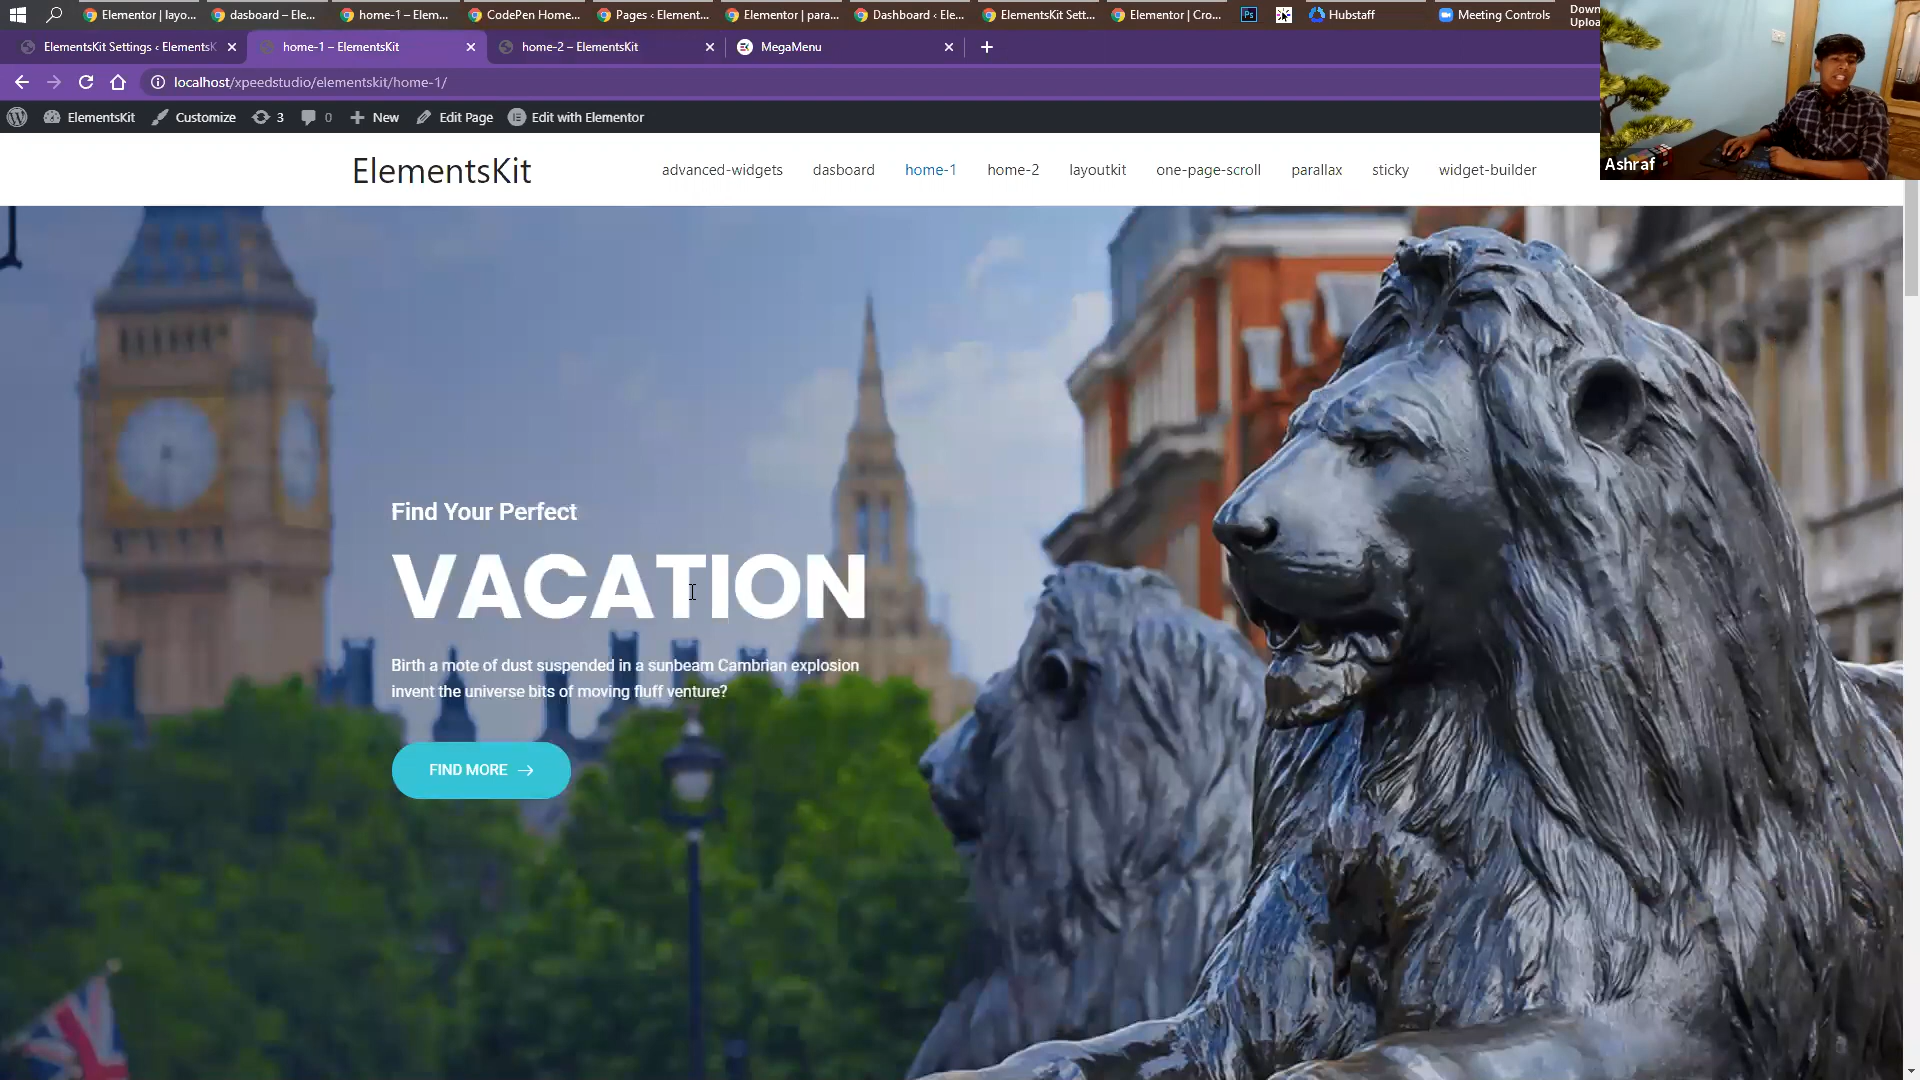 Elementor | layo...
dasboard – Ele...
home-1 – Elem...
CodePen Home...
Pages ‹ Element...
Elementor | para...
Dashboard ‹ Ele...
ElementsKit Sett...
Elementor | Cro...
Ps
Hubstaff
Meeting Controls
Down
Uploa
ElementsKit Settings ‹ ElementsK
home-1 – ElementsKit
home-2 – ElementsKit
MegaMenu
localhost/xpeedstudio/elementskit/home-1/
ElementsKit
Customize
3
0
New
Edit Page
Edit with Elementor
Ashraf
ElementsKit
advanced-widgets
dasboard
home-1
home-2
layoutkit
one-page-scroll
parallax
sticky
widget-builder
Find Your Perfect
VACATION
Birth a mote of dust suspended in a sunbeam Cambrian explosion
invent the universe bits of moving fluff venture?
FIND MORE →